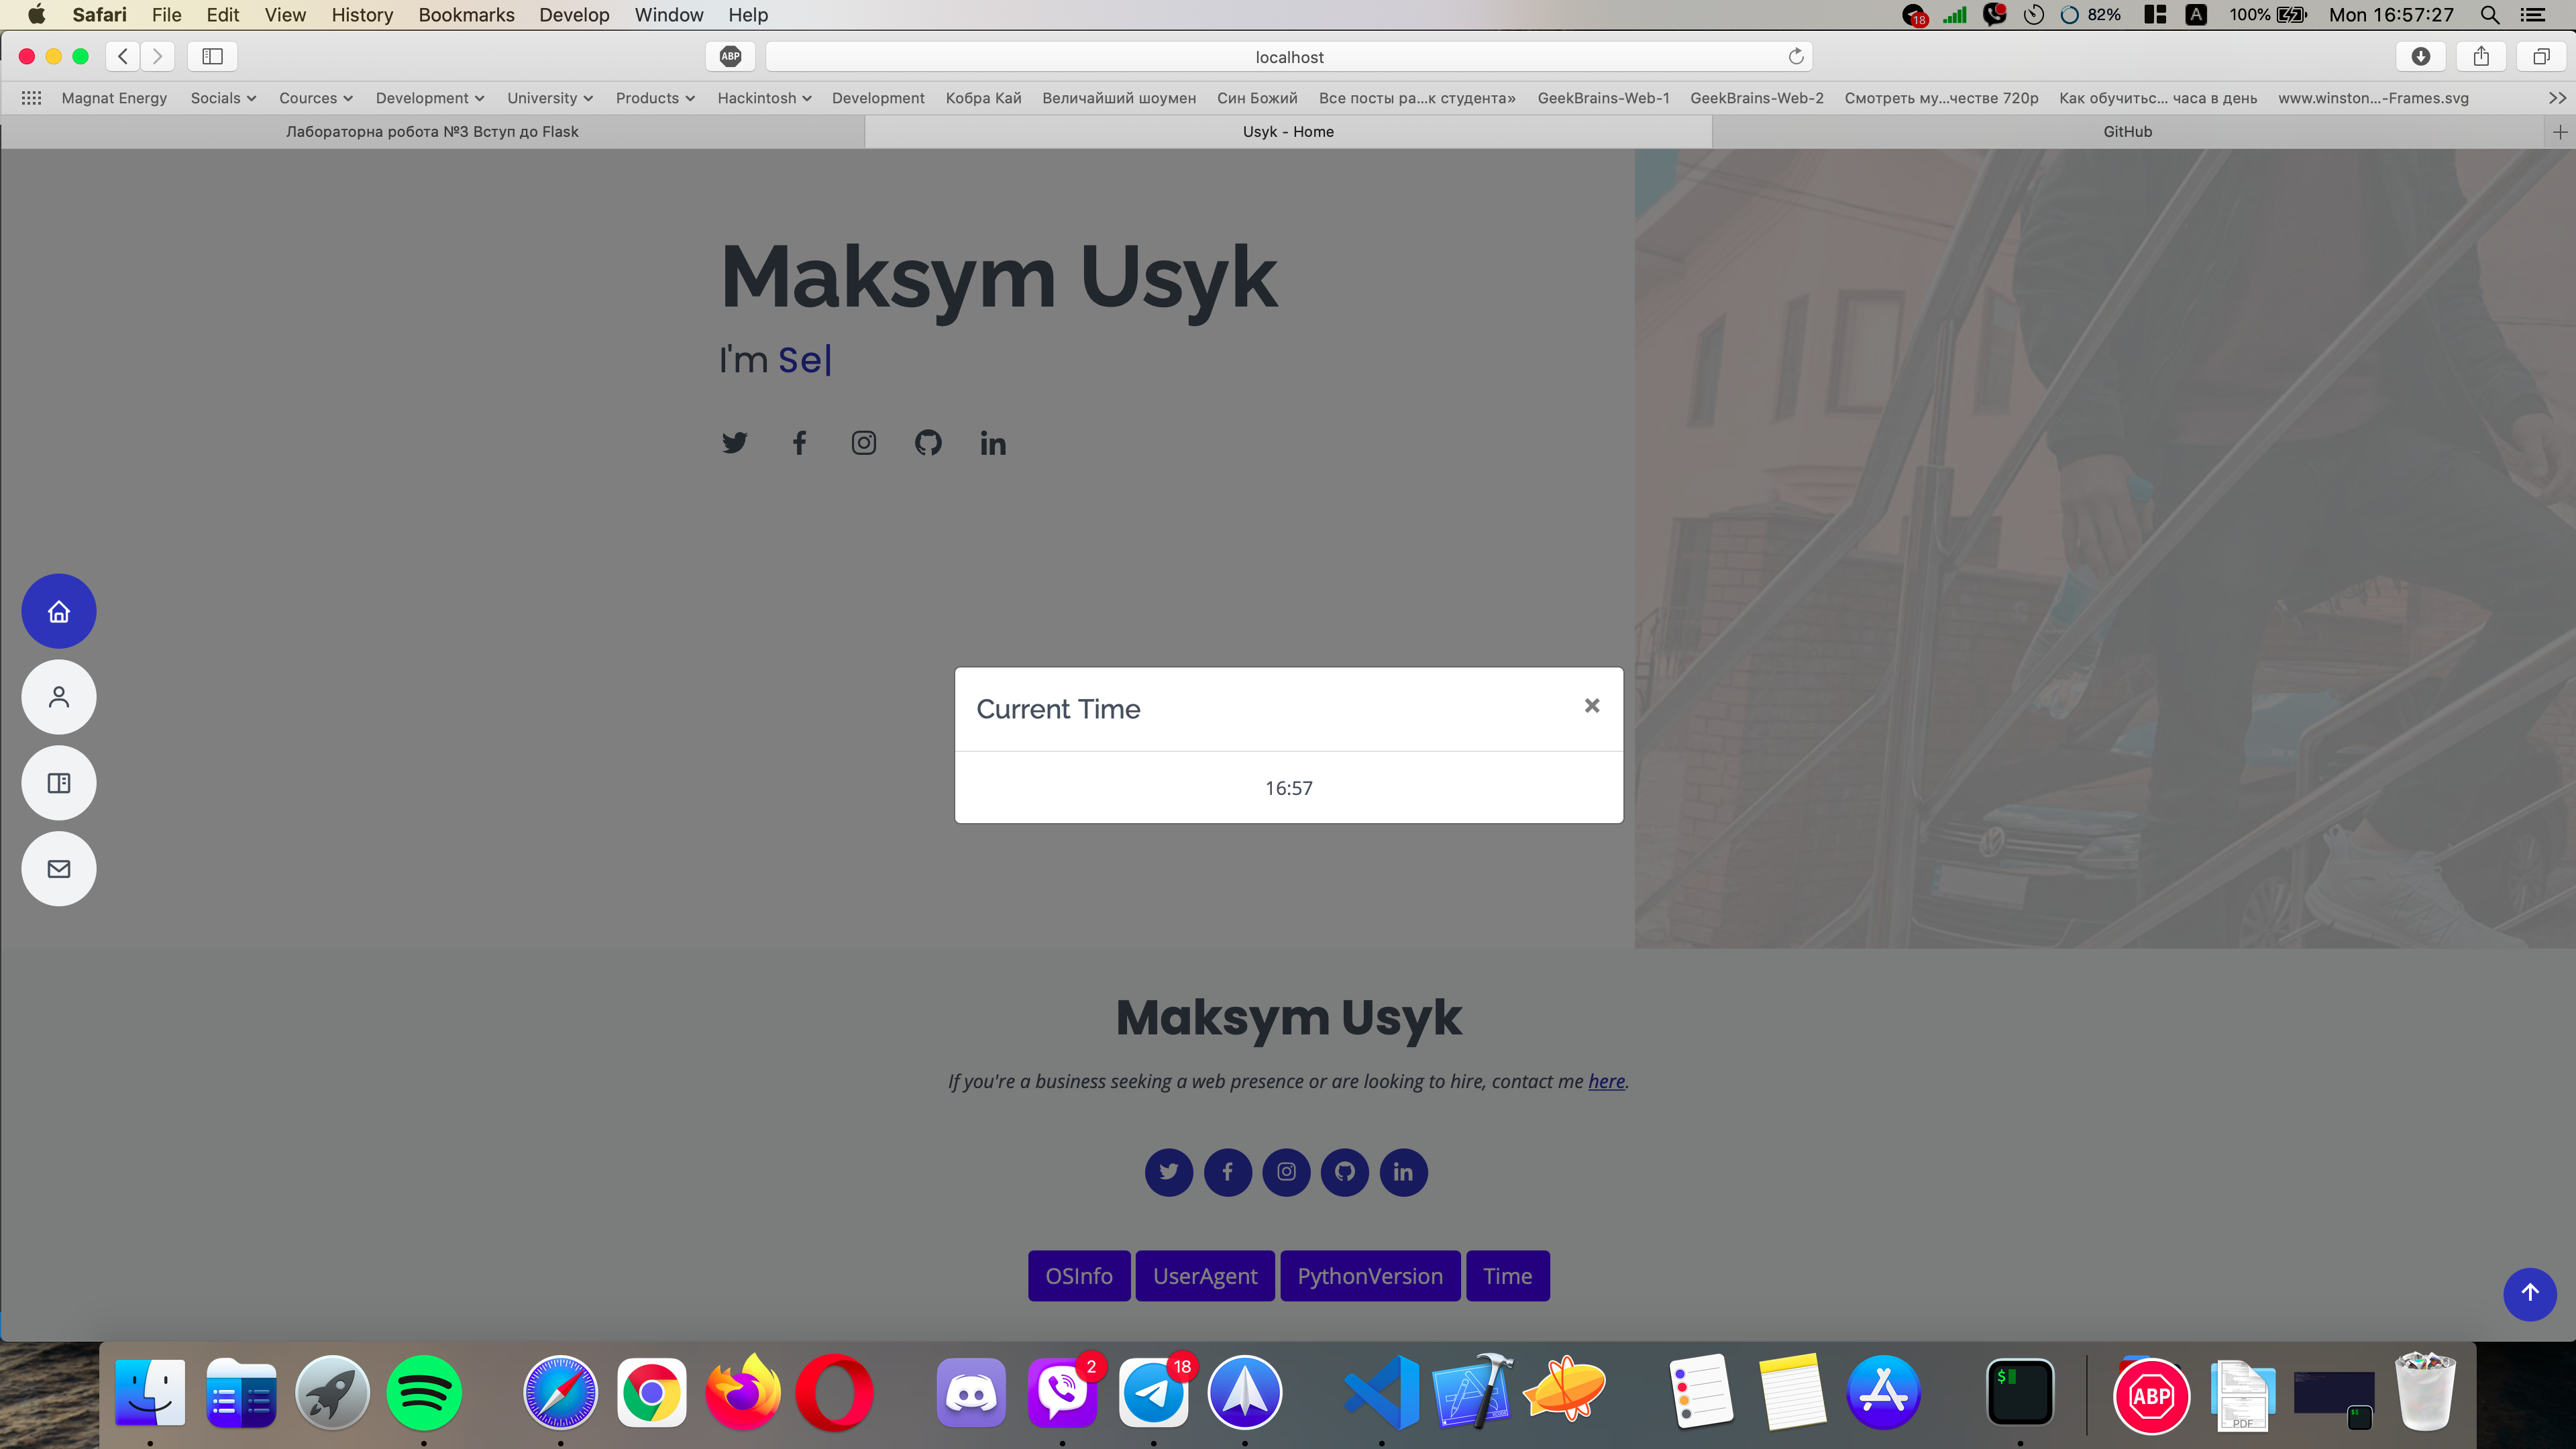 Safari File Edit View History Bookmarks Develop Window Help 18 82% A 100% Mon 16:57:27
ABP localhost
Magnat Energy Socials Cources Development University Products Hackintosh Development Кобра Кай Величайший шоумен Син Божий Все посты ра...к студента» GeekBrains-Web-1 GeekBrains-Web-2 Смотреть му...честве 720p Как обучитьс... часа в день www.winston...-Frames.svg
Лабораторна робота №3 Вступ до Flask Usyk - Home GitHub
Maksym Usyk
I'm Se|
Current Time ×
16:57
Maksym Usyk
If you're a business seeking a web presence or are looking to hire, contact me here.
OSInfo UserAgent PythonVersion Time
2 18 $ ABP PDF